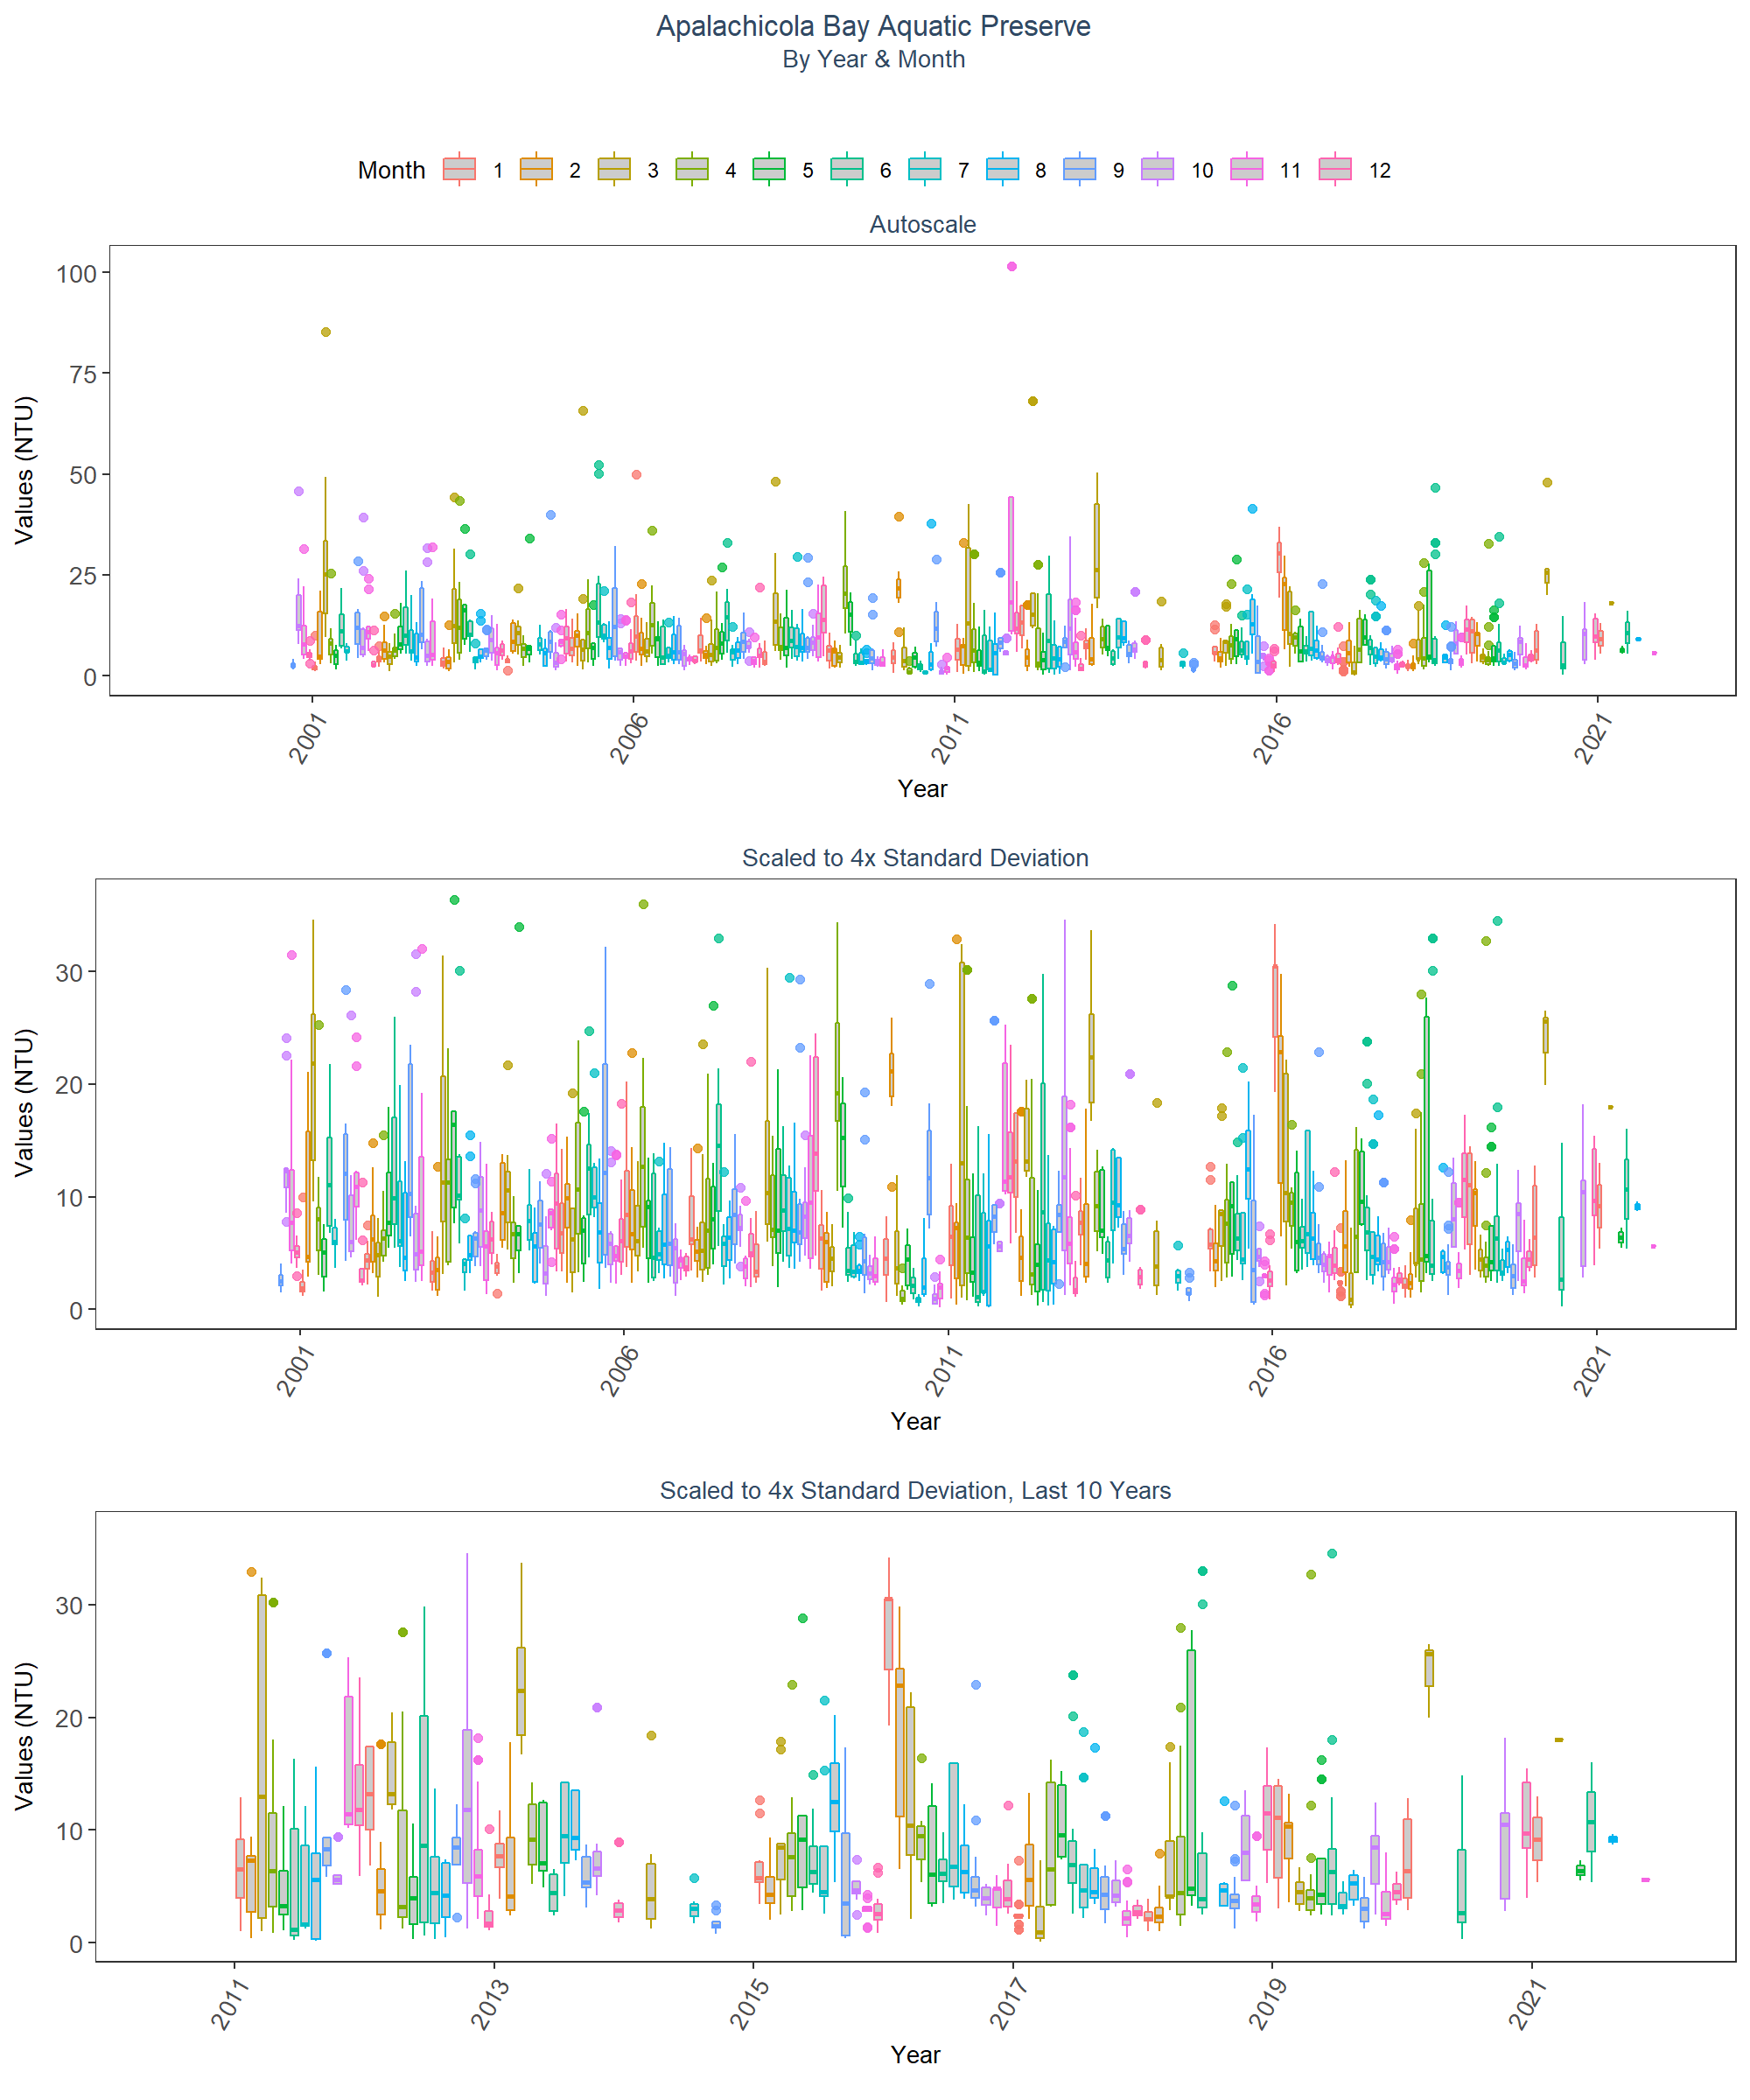 Apalachicola Bay Aquatic Preserve
By Year & Month
Month 1 2 3 4 5 6 7 8 9 10 11 12
Autoscale
Values (NTU)
100
75
50
25
0
2001 2006 2011 2016 2021
Year
Scaled to 4x Standard Deviation
Values (NTU)
30
20
10
0
2001 2006 2011 2016 2021
Year
Scaled to 4x Standard Deviation, Last 10 Years
Values (NTU)
30
20
10
0
2011 2013 2015 2017 2019 2021
Year